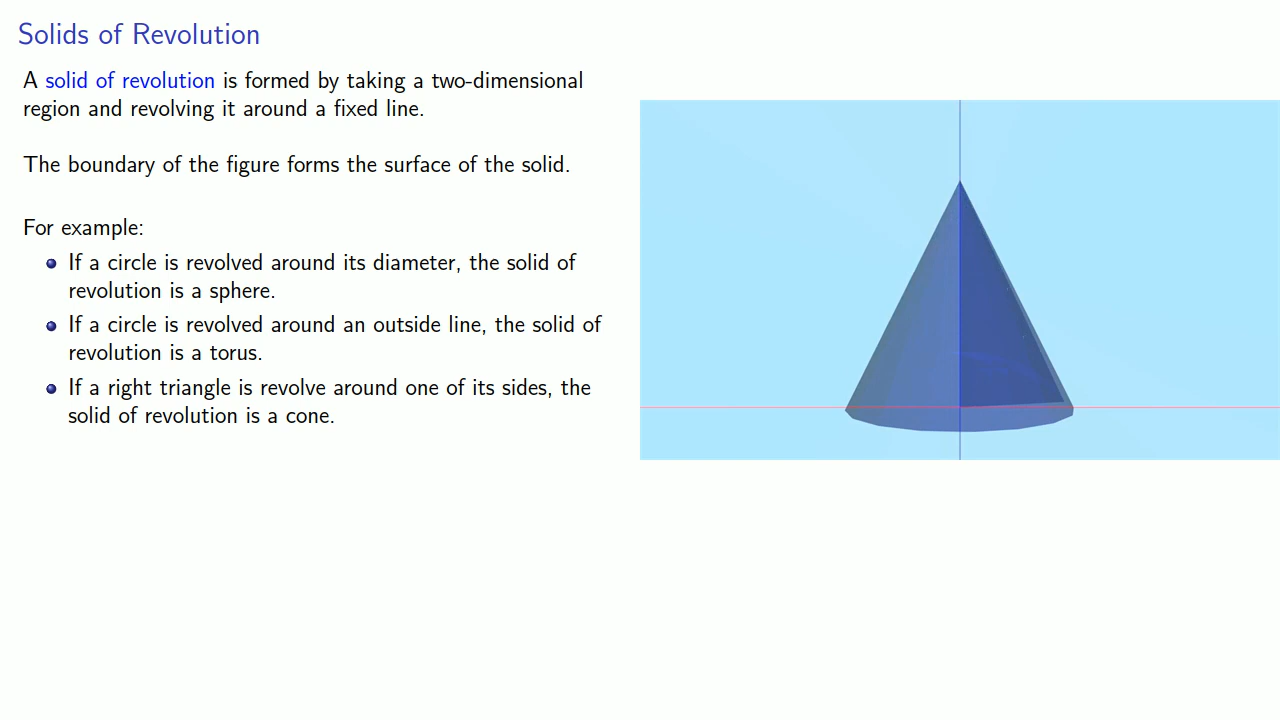 Solids of Revolution
A solid of revolution is formed by taking a two-dimensional
region and revolving it around a fixed line.
The boundary of the figure forms the surface of the solid.
For example:
If a circle is revolved around its diameter, the solid of
revolution is a sphere.
If a circle is revolved around an outside line, the solid of
revolution is a torus.
If a right triangle is revolve around one of its sides, the
solid of revolution is a cone.